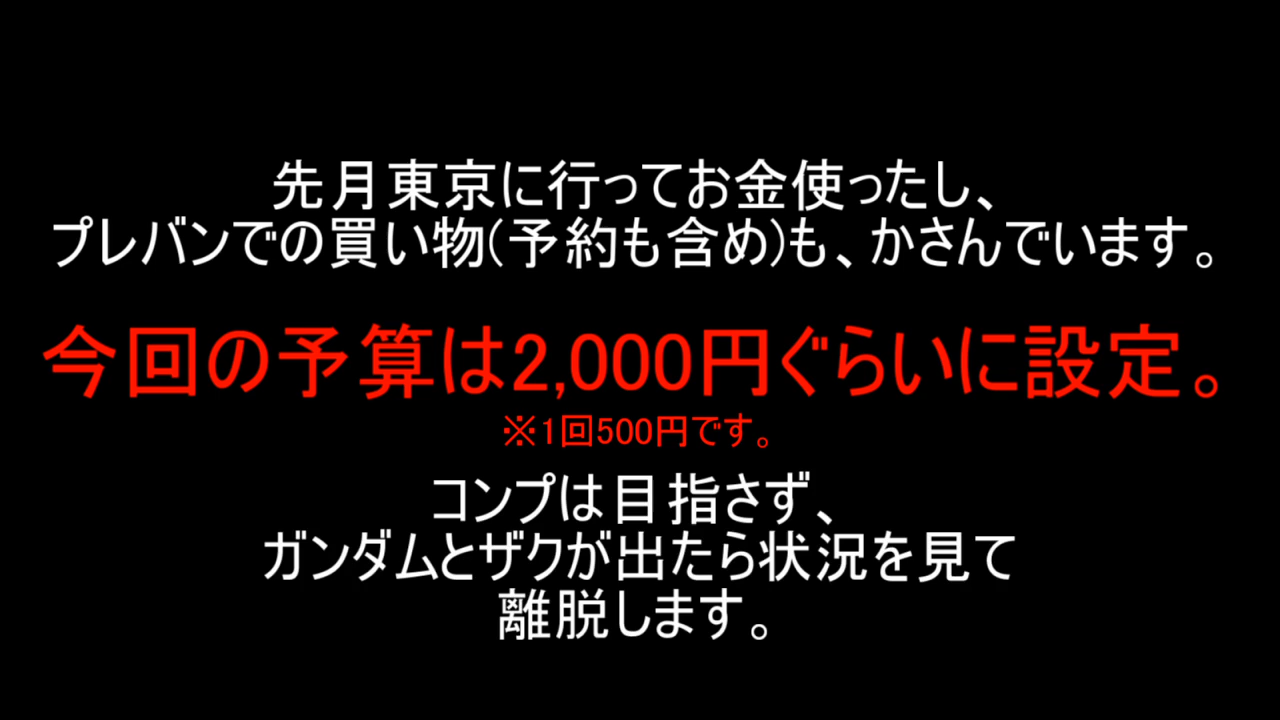 先月東京に行ってお金使ったし、
プレバンでの買い物(予約も含め)も、かさんでいます。
今回の予算は2,000円ぐらいに設定。
※1回500円です。
コンプは目指さず、
ガンダムとザクが出たら状況を見て
離脱します。